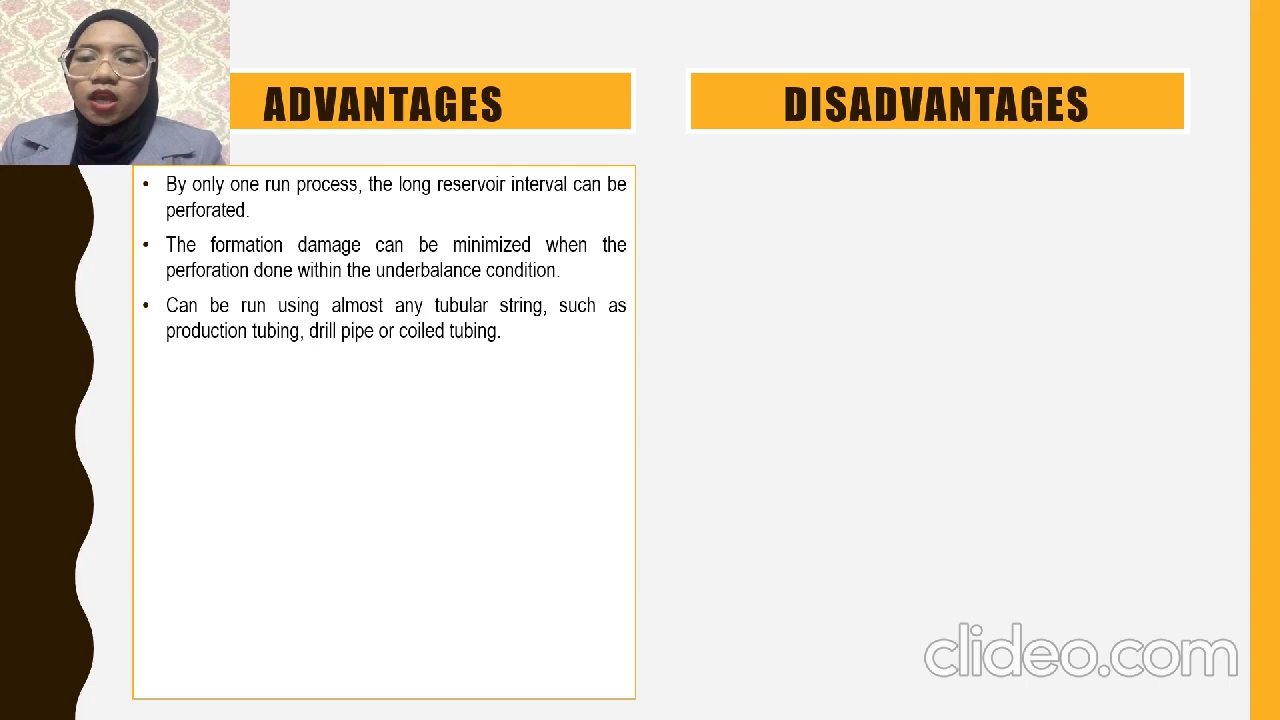 ADVANTAGES
DISADVANTAGES
• By only one run process, the long reservoir interval can be
perforated.
• The formation damage can be minimized when the
perforation done within the underbalance condition.
• Can be run using almost any tubular string, such as
production tubing, drill pipe or coiled tubing.
clideo.com